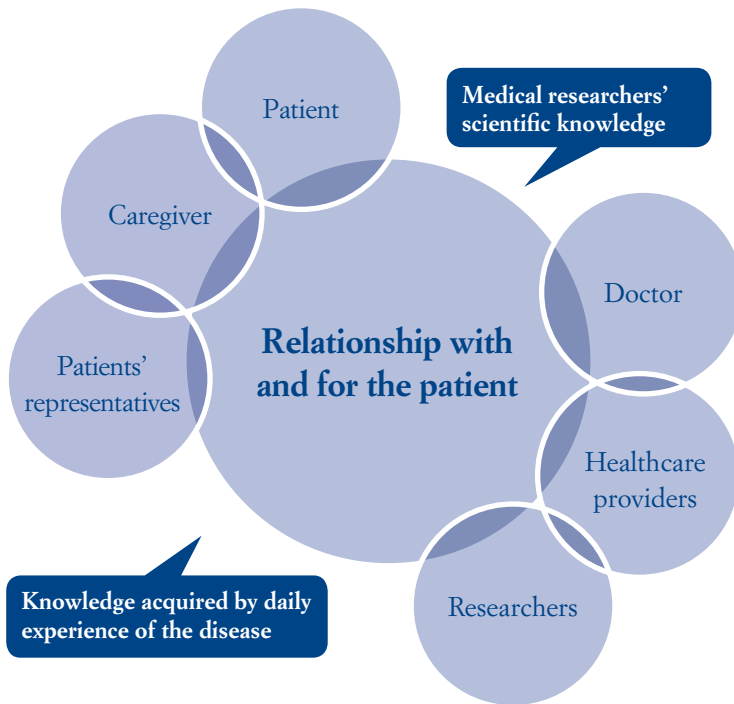 Patient
Medical researchers’
scientific knowledge
Caregiver
Doctor
Relationship with
and for the patient
Patients’
representatives
Healthcare
providers
Knowledge acquired by daily
experience of the disease
Researchers